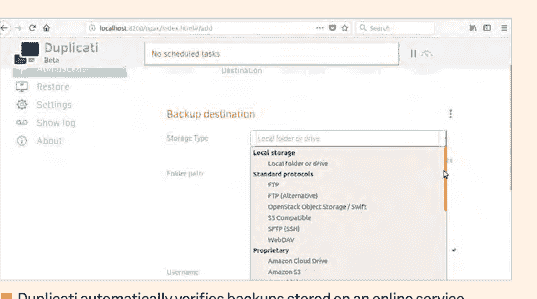 localhost:8200/ngax/index.html#/add
Search
Duplicati
Beta
No scheduled tasks
Destination
Restore
Settings
Show log
About
Backup destination
Storage Type
Local folder or drive
Local storage
Local folder or drive
Standard protocols
Folder path
FTP
FTP (Alternative)
OpenStack Object Storage / Swift
S3 Compatible
SFTP (SSH)
WebDAV
Proprietary
Amazon Cloud Drive
Username
Amazon S3
Duplicati automatically verifies backups stored on an online service